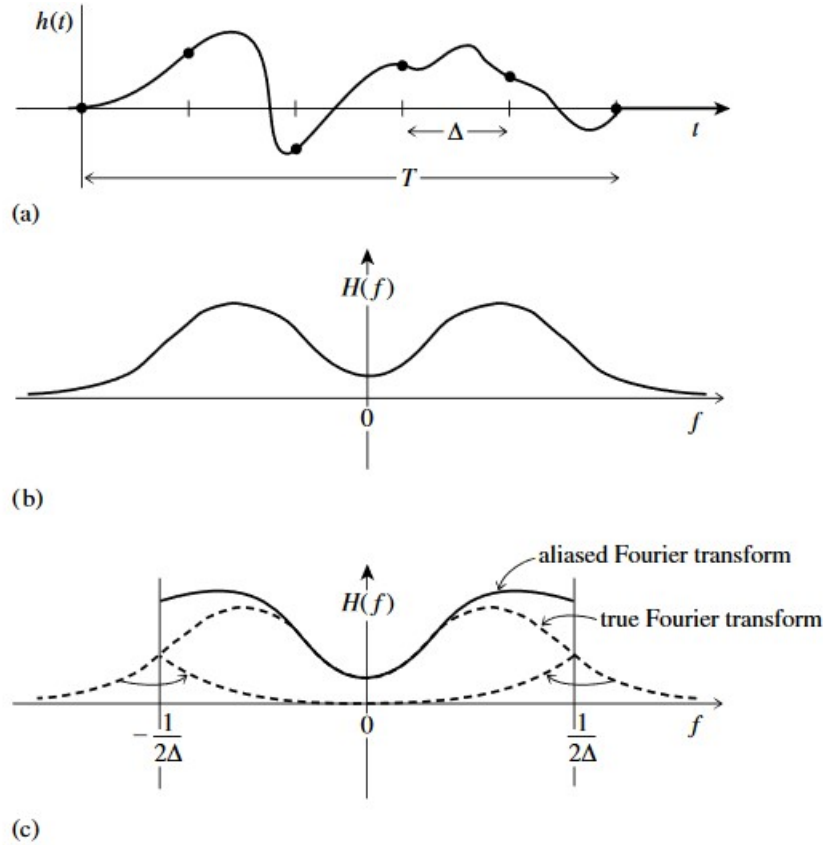 h(t)
Δ
t
T
(a)
H(f)
0
f
(b)
aliased Fourier transform
H(f)
true Fourier transform
0
f
-1/2Δ
1/2Δ
(c)